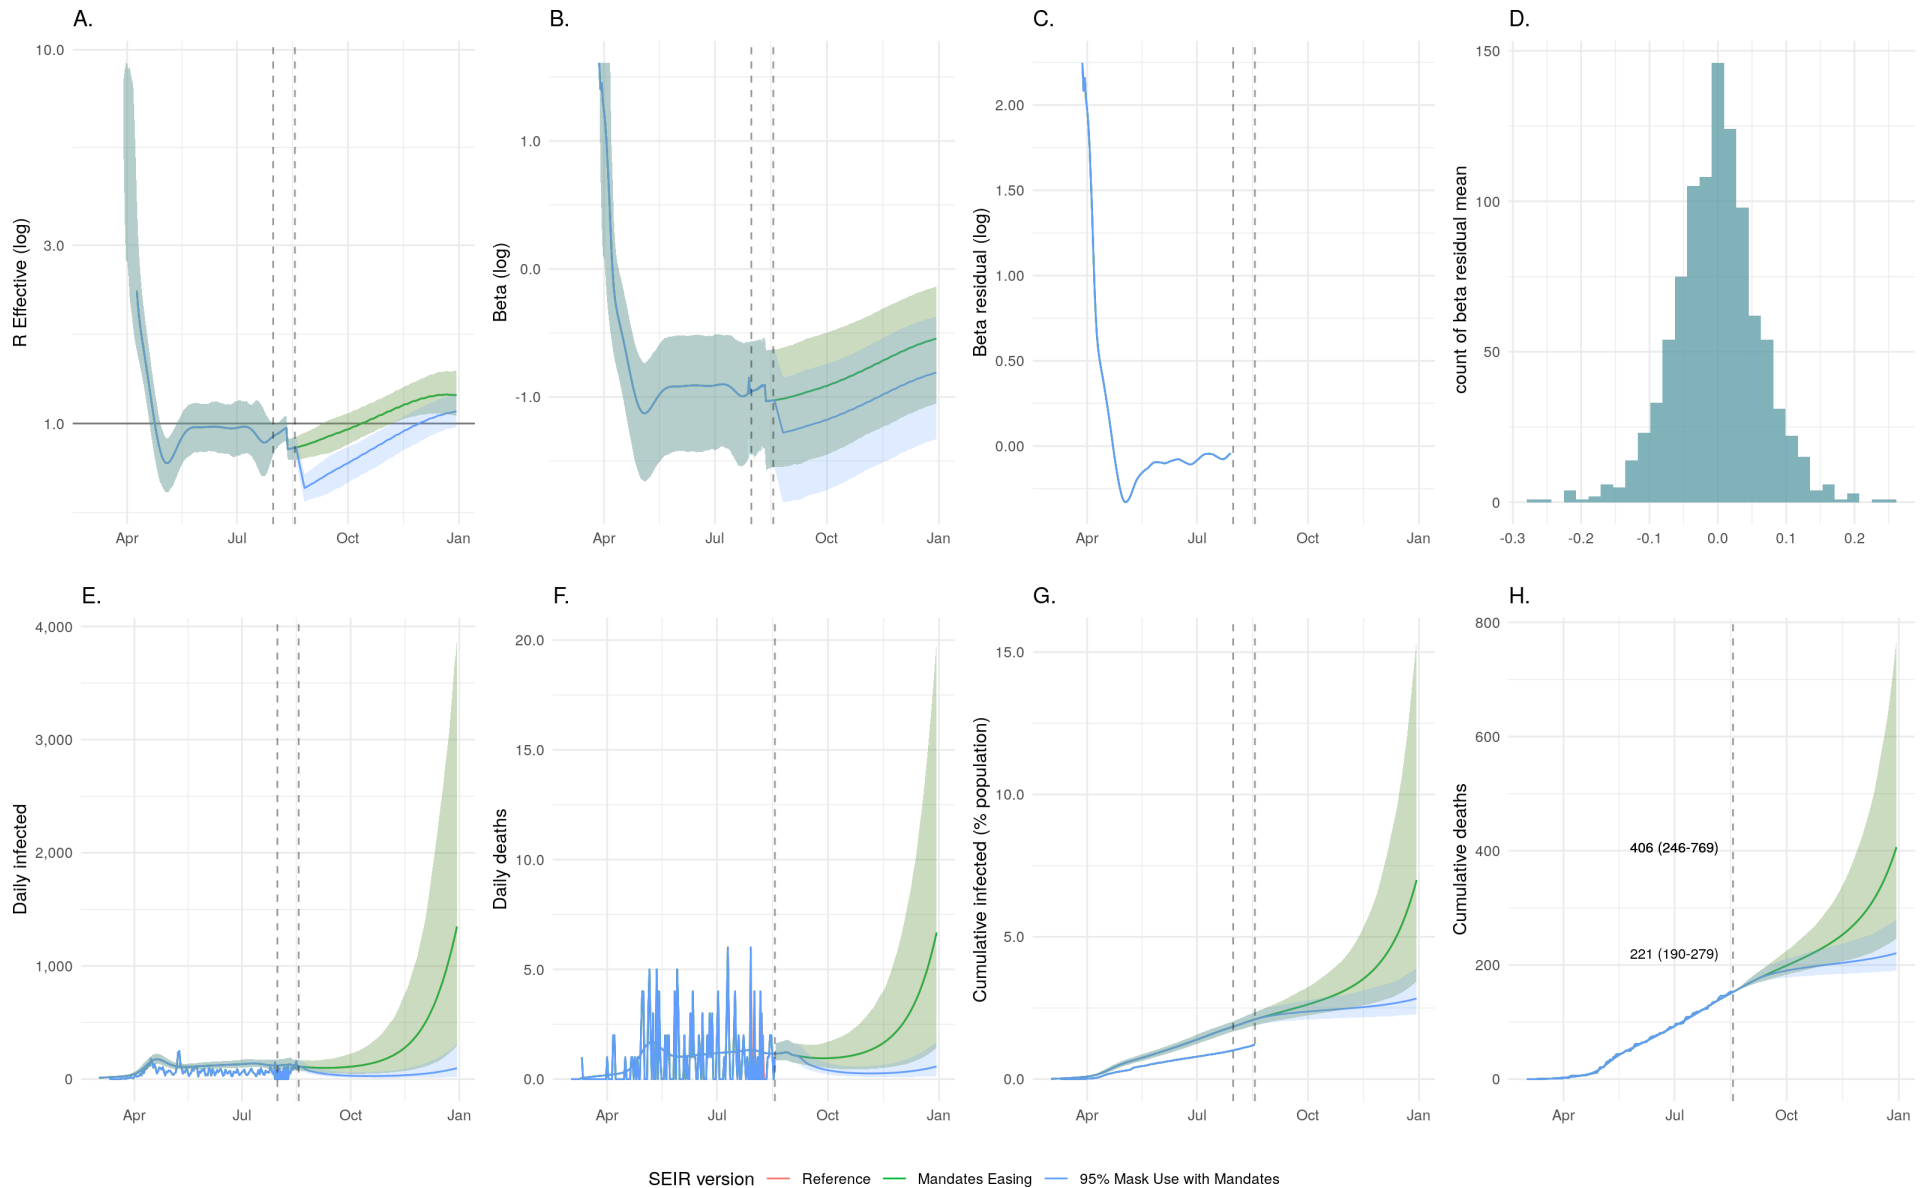 A.
R Effective (log)
10.0
3.0
1.0
Apr Jul Oct Jan
B.
Beta (log)
1.0
0.0
-1.0
Apr Jul Oct Jan
C.
Beta residual (log)
2.00
1.50
1.00
0.50
0.00
Apr Jul Oct Jan
D.
count of beta residual mean
150
100
50
0
-0.3 -0.2 -0.1 0.0 0.1 0.2
E.
Daily infected
4,000
3,000
2,000
1,000
0
Apr Jul Oct Jan
F.
Daily deaths
20.0
15.0
10.0
5.0
0.0
Apr Jul Oct Jan
G.
Cumulative infected (% population)
15.0
10.0
5.0
0.0
Apr Jul Oct Jan
H.
Cumulative deaths
800
600
400
200
0
406 (246-769)
221 (190-279)
Apr Jul Oct Jan
SEIR version Reference Mandates Easing 95% Mask Use with Mandates